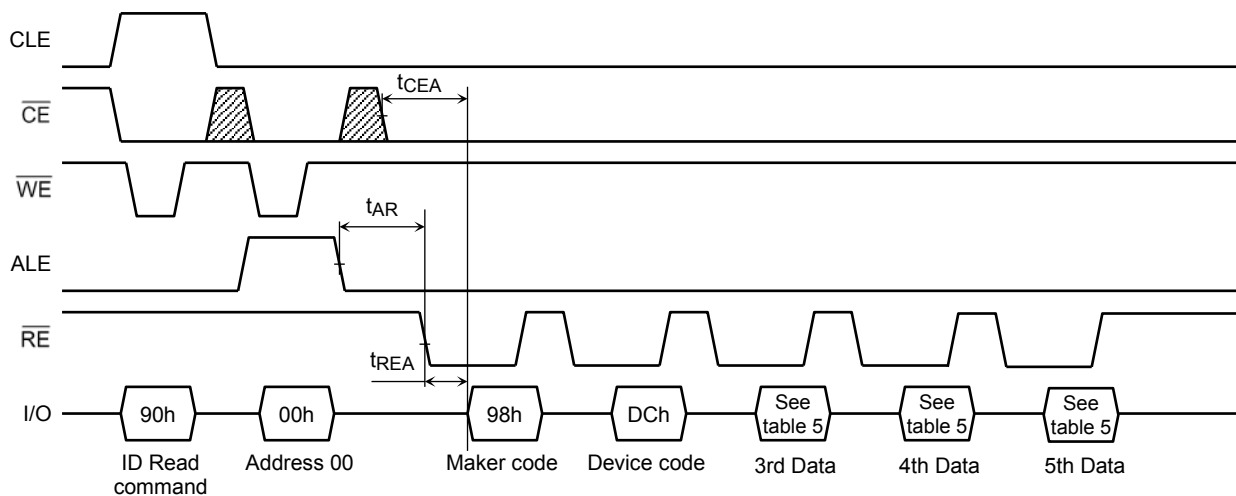 CLE
tCEA
CE
WE
tAR
ALE
RE
tREA
I/O
90h
00h
98h
DCh
See
table 5
See
table 5
See
table 5
ID Read
command
Address 00
Maker code
Device code
3rd Data
4th Data
5th Data